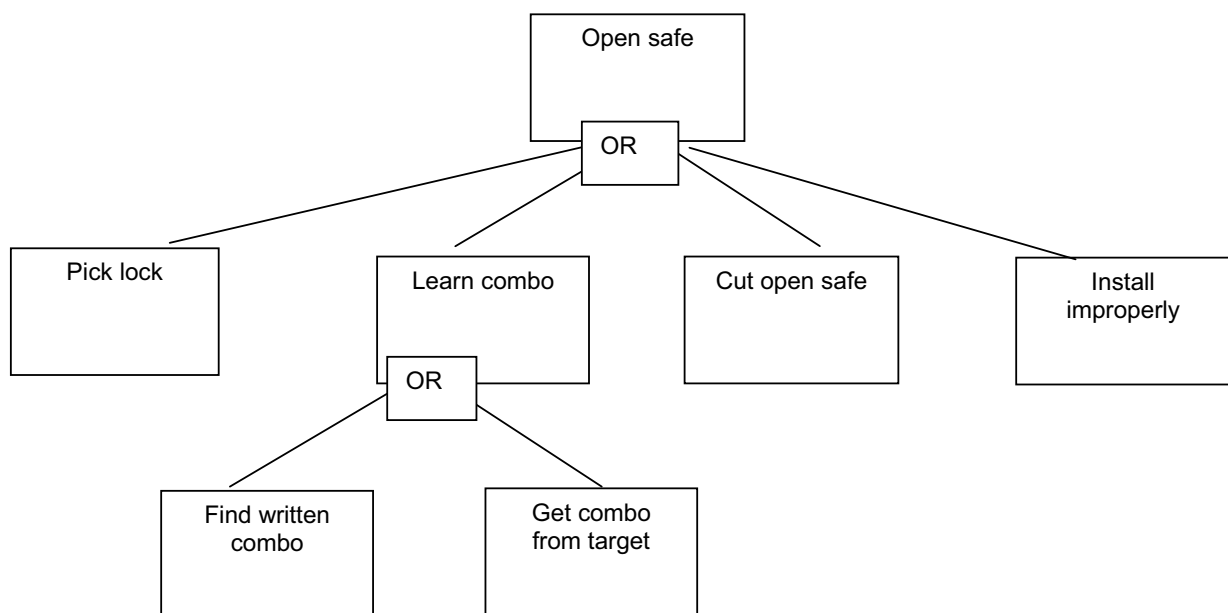 Open safe
OR
Pick lock
Learn combo
Cut open safe
Install
improperly
OR
Find written
combo
Get combo
from target